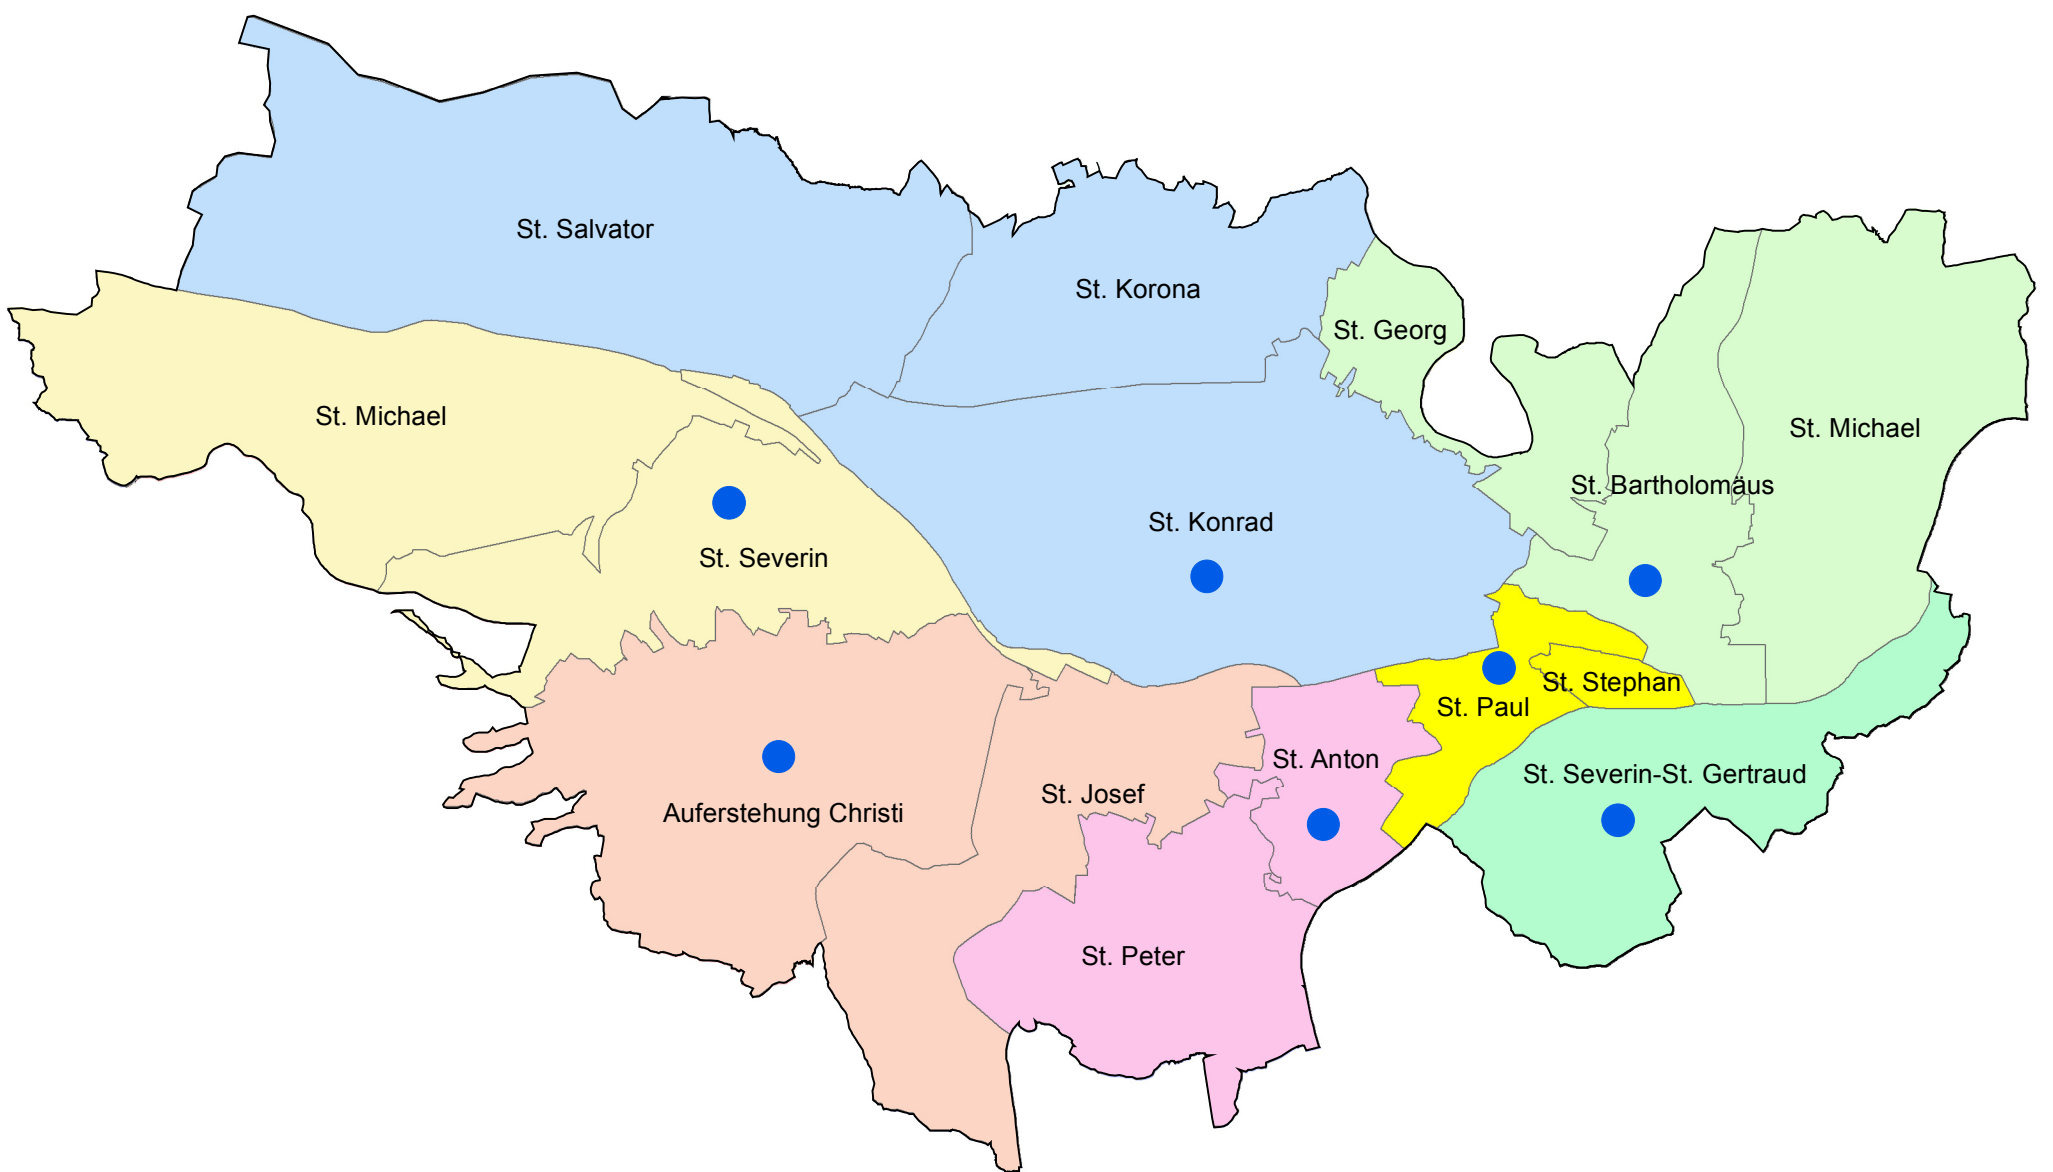 St. Salvator
St. Korona
St. Georg
St. Michael
St. Michael
St. Bartholomäus
St. Konrad
St. Severin
St. Stephan
St. Paul
St. Anton
St. Severin-St. Gertraud
St. Josef
Auferstehung Christi
St. Peter